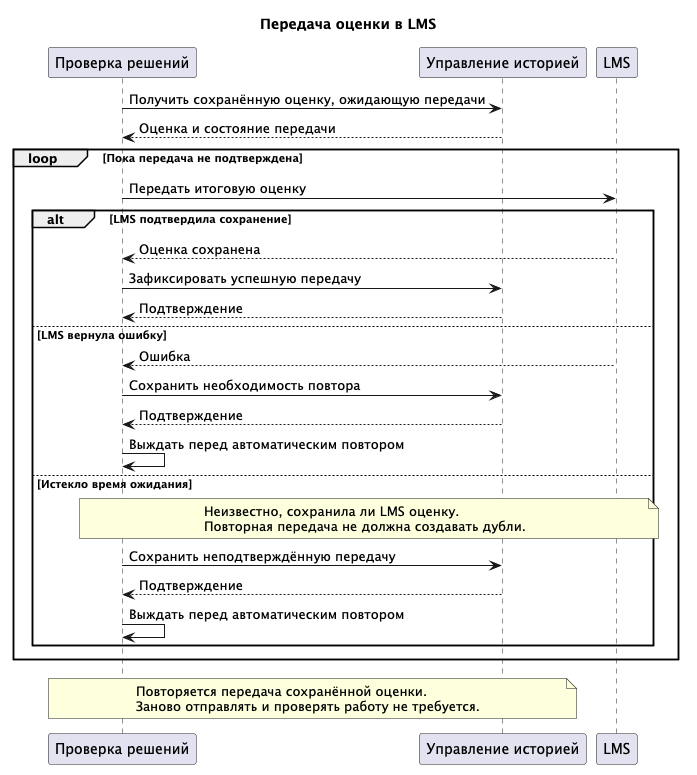 Передача оценки в LMS
Проверка решений
Управление историей
LMS
Получить сохранённую оценку, ожидающую передачи
Оценка и состояние передачи
loop
[Пока передача не подтверждена]
Передать итоговую оценку
alt
[LMS подтвердила сохранение]
Оценка сохранена
Зафиксировать успешную передачу
Подтверждение
[LMS вернула ошибку]
Ошибка
Сохранить необходимость повтора
Подтверждение
Выждать перед автоматическим повтором
[Истекло время ожидания]
Неизвестно, сохранила ли LMS оценку.
Повторная передача не должна создавать дубли.
Сохранить неподтверждённую передачу
Подтверждение
Выждать перед автоматическим повтором
Повторяется передача сохранённой оценки.
Заново отправлять и проверять работу не требуется.
Проверка решений
Управление историей
LMS